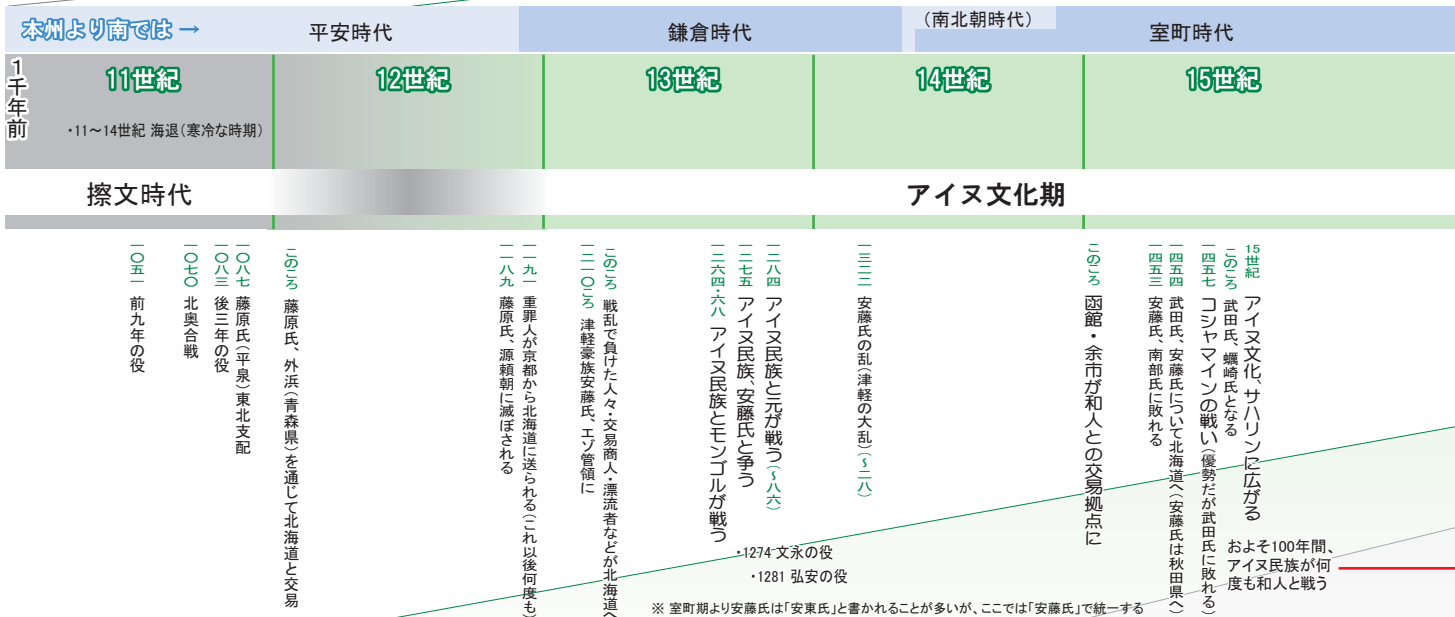 本州より南では→
平安時代
鎌倉時代
(南北朝時代)
室町時代
1千年前
11世紀
12世紀
13世紀
14世紀
15世紀
・11～14世紀 海退(寒冷な時期)
擦文時代
アイヌ文化期
一〇五一 前九年の役
一〇七〇 北奥合戦
一〇八三 後三年の役
一〇八七 藤原氏(平泉)東北支配
このころ 藤原氏、外浜(青森県)を通じて北海道と交易
一一八九 藤原氏、源頼朝に滅ぼされる
一一九一 重罪人が京都から北海道に送られる(これ以後何度も)
一二一〇ころ 津軽豪族安藤氏、エゾ管領に
このころ 戦乱で負けた人々・交易商人・漂流者などが北海道へ
一二六四・六八 アイヌ民族とモンゴルが戦う
一二七五 アイヌ民族、安藤氏と争う
一二八四 アイヌ民族と元が戦う(～八六)
・1274 文永の役
・1281 弘安の役
一三二二 安藤氏の乱(津軽の大乱)(～二八)
このころ 函館・余市が和人との交易拠点に
一四五三 安藤氏、南部氏に敗れる
一四五四 武田氏、安藤氏について北海道へ(安藤氏は秋田県へ)
一四五七 コシャマインの戦い(優勢だが武田氏に敗れる)
このころ 武田氏、蠣崎氏となる
15世紀 アイヌ文化、サハリンに広がる
およそ100年間、
アイヌ民族が何
度も和人と戦う
※ 室町期より安藤氏は「安東氏」と書かれることが多いが、ここでは「安藤氏」で統一する